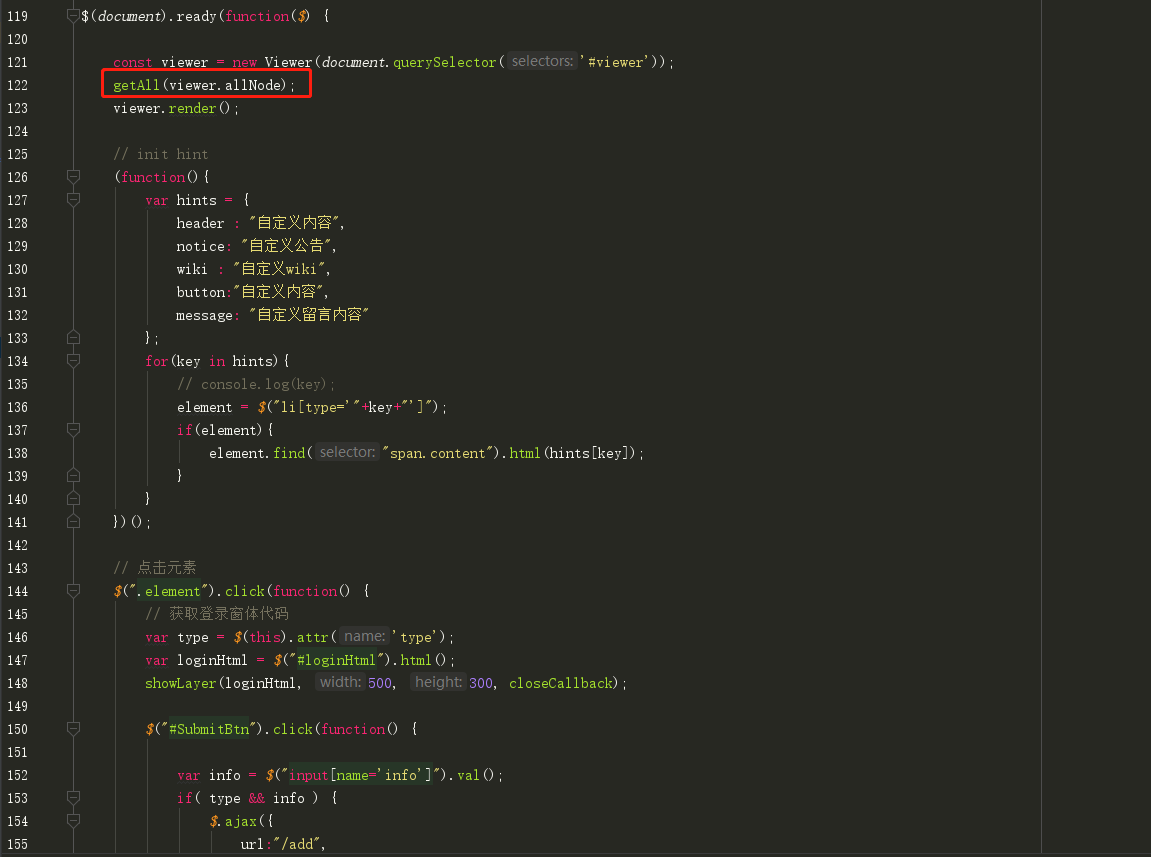 119 $(document).ready(function($) {
120
121 const viewer = new Viewer(document.querySelector( selectors: '#viewer'));
122 getAll(viewer.allNode);
123 viewer.render();
124
125 // init hint
126 (function(){
127 var hints = {
128 header : "自定义内容",
129 notice: "自定义公告",
130 wiki : "自定义wiki",
131 button:"自定义内容",
132 message: "自定义留言内容"
133 };
134 for(key in hints){
135 // console.log(key);
136 element = $("li[type='"+key+"']");
137 if(element){
138 element.find( selector: "span.content").html(hints[key]);
139 }
140 }
141 })();
142
143 // 点击元素
144 $(".element").click(function() {
145 // 获取登录窗体代码
146 var type = $(this).attr( name: 'type');
147 var loginHtml = $("#loginHtml").html();
148 showLayer(loginHtml, width: 500, height: 300, closeCallback);
149
150 $("#SubmitBtn").click(function() {
151
152 var info = $("input[name='info']").val();
153 if( type && info ) {
154 $.ajax({
155 url:"/add",